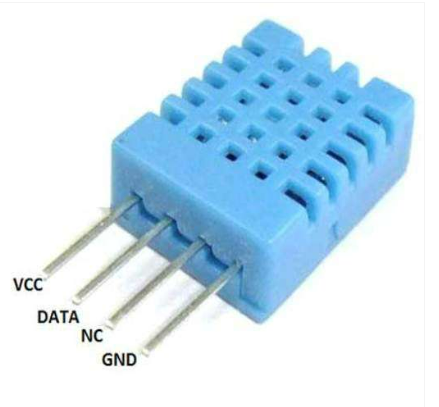 VCC
DATA
NC
GND